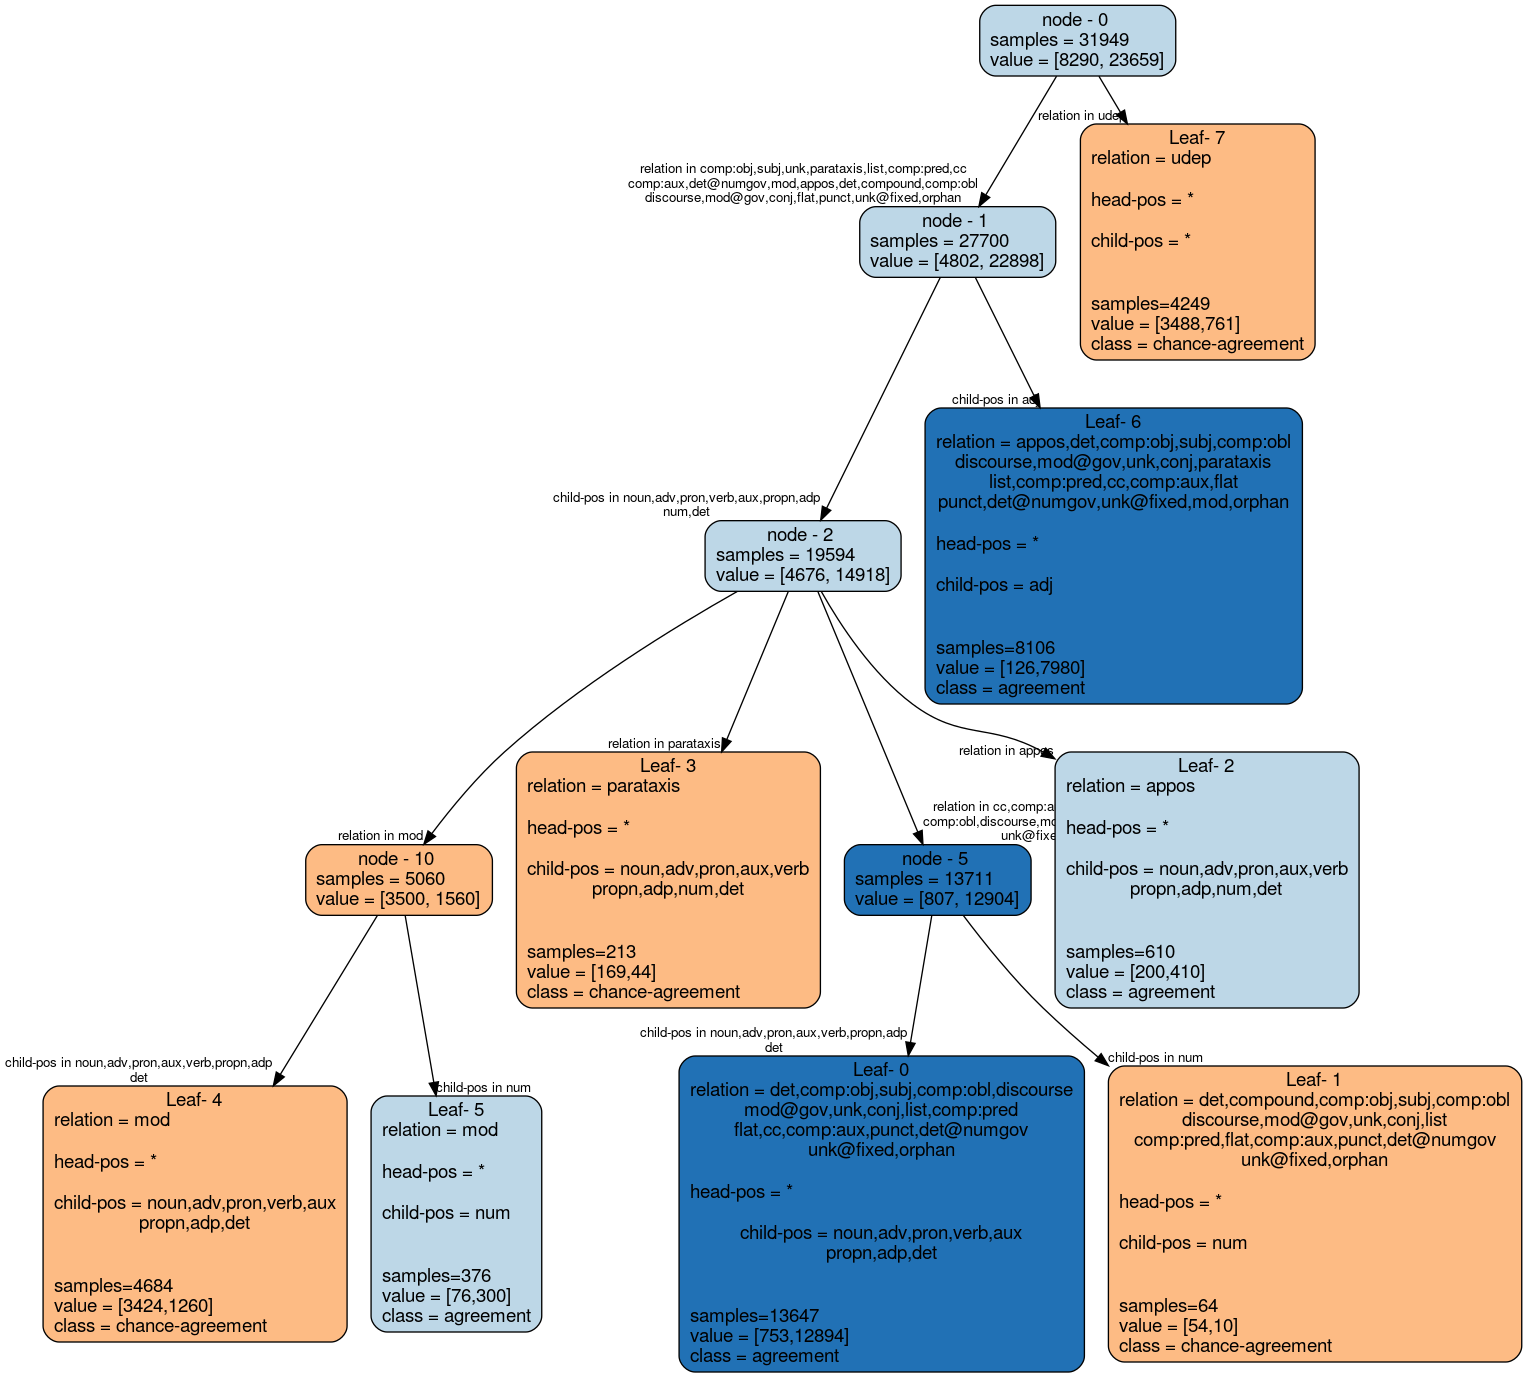 node - 0
samples = 31949
value = [8290, 23659]
relation in
Leaf- 7
relation = udep
head-pos = *
child-pos = *
samples=4249
value = [3488,761]
class = chance-agreement
relation in comp:obj,subj,unk,parataxis,list,comp:pred,cc
comp:aux,det@numgov,mod,appos,det,compound,comp:obl
discourse,mod@gov,conj,flat,punct,unk@fixed,orphan
node - 1
samples = 27700
value = [4802, 22898]
child-pos in
Leaf- 6
relation = appos,det,comp:obj,subj,comp:obl
discourse,mod@gov,unk,conj,parataxis
list,comp:pred,cc,comp:aux,flat
punct,det@numgov,unk@fixed,mod,orphan
head-pos = *
child-pos = adj
samples=8106
value = [126,7980]
class = agreement
child-pos in noun,adv,pron,verb,aux,propn,adp
num,det
node - 2
samples = 19594
value = [4676, 14918]
relation in mod
node - 10
samples = 5060
value = [3500, 1560]
relation in parataxis
Leaf- 3
relation = parataxis
head-pos = *
child-pos = noun,adv,pron,aux,verb
propn,adp,num,det
samples=213
value = [169,44]
class = chance-agreement
relation in cc,comp:a
comp:obl,discourse,mo
unk@fixe
node - 5
samples = 13711
value = [807, 12904]
relation in appos
Leaf- 2
relation = appos
head-pos = *
child-pos = noun,adv,pron,aux,verb
propn,adp,num,det
samples=610
value = [200,410]
class = agreement
child-pos in noun,adv,pron,aux,verb,propn,adp
det
Leaf- 4
relation = mod
head-pos = *
child-pos = noun,adv,pron,verb,aux
propn,adp,det
samples=4684
value = [3424,1260]
class = chance-agreement
child-pos in num
Leaf- 5
relation = mod
head-pos = *
child-pos = num
samples=376
value = [76,300]
class = agreement
child-pos in noun,adv,pron,aux,verb,propn,adp
det
Leaf- 0
relation = det,comp:obj,subj,comp:obl,discourse
mod@gov,unk,conj,list,comp:pred
flat,cc,comp:aux,punct,det@numgov
unk@fixed,orphan
head-pos = *
child-pos = noun,adv,pron,verb,aux
propn,adp,det
samples=13647
value = [753,12894]
class = agreement
child-pos in num
Leaf- 1
relation = det,compound,comp:obj,subj,comp:obl
discourse,mod@gov,unk,conj,list
comp:pred,flat,comp:aux,punct,det@numgov
unk@fixed,orphan
head-pos = *
child-pos = num
samples=64
value = [54,10]
class = chance-agreement